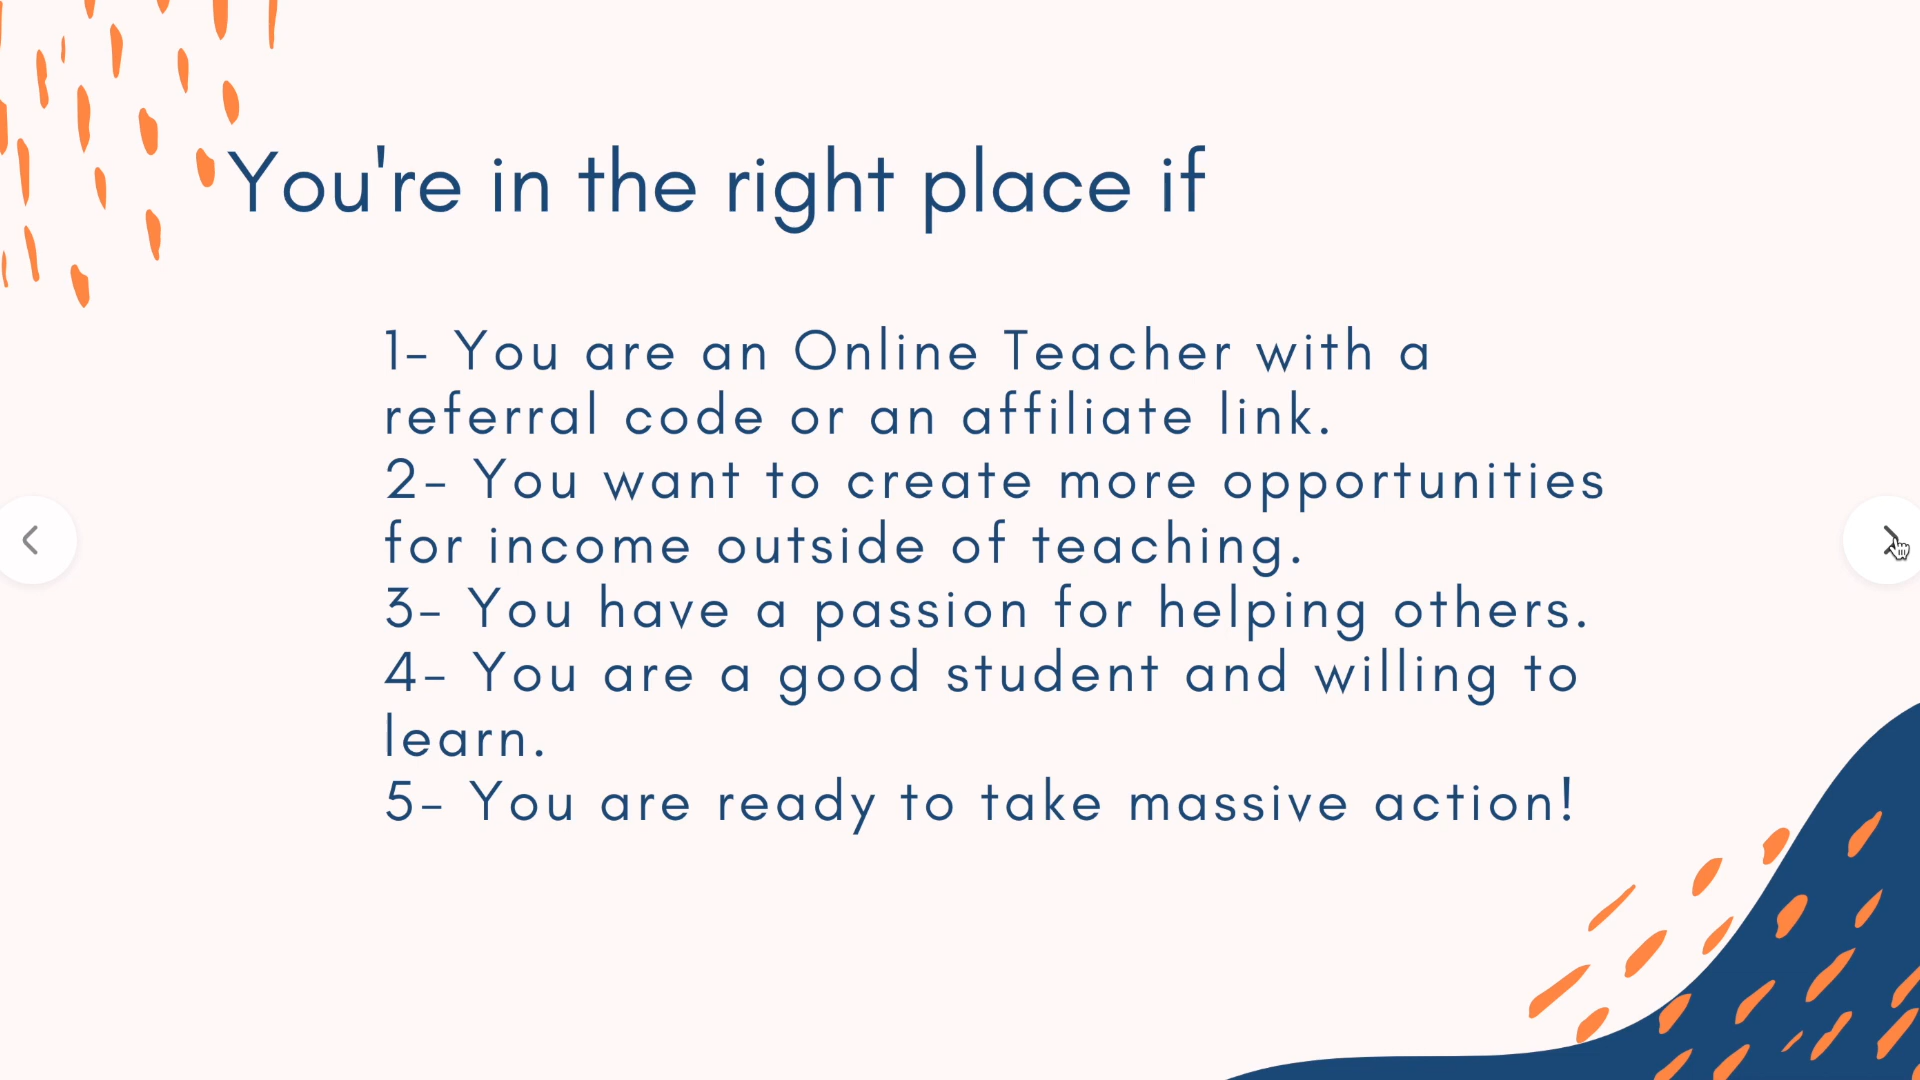 You're in the right place if
1- You are an Online Teacher with a
referral code or an affiliate link.
2- You want to create more opportunities
for income outside of teaching.
3- You have a passion for helping others.
4- You are a good student and willing to
learn.
5- You are ready to take massive action!